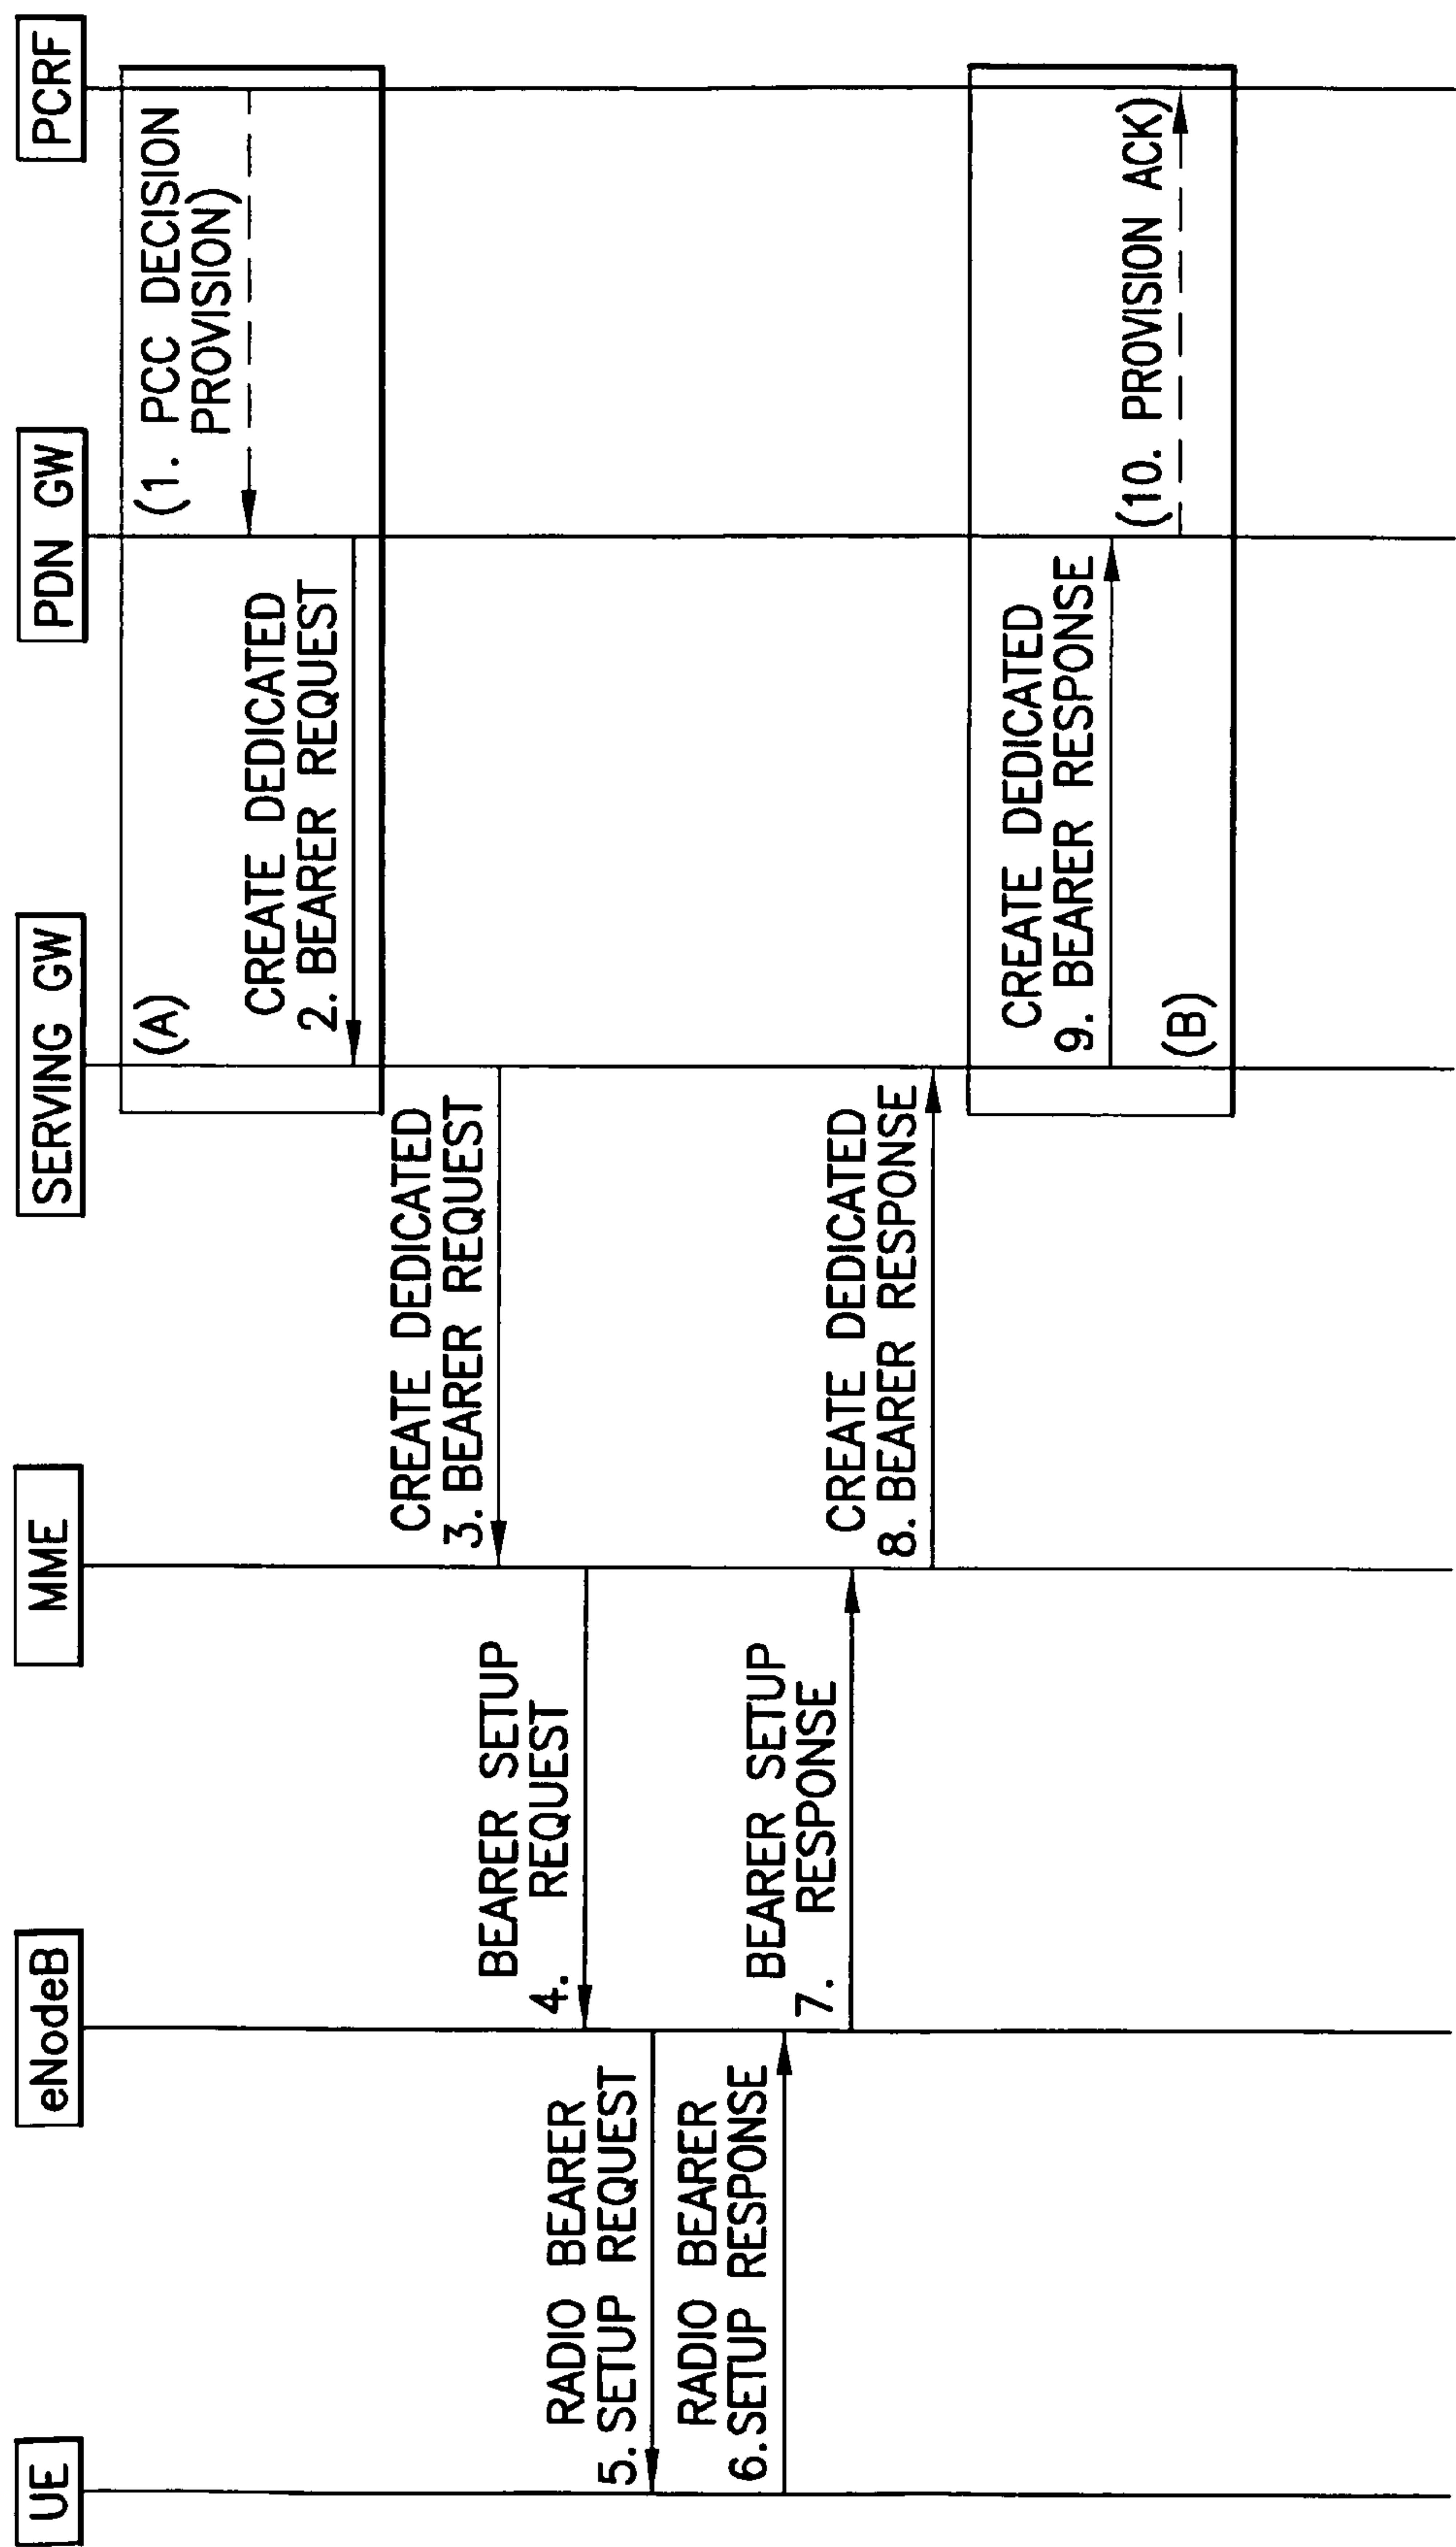 UE
eNodeB
MME
SERVING GW
PDN GW
PCRF
(A)
(1. PCC DECISION
PROVISION)
CREATE DEDICATED
2. BEARER REQUEST
CREATE DEDICATED
3. BEARER REQUEST
BEARER SETUP
4. REQUEST
RADIO BEARER
5. SETUP REQUEST
RADIO BEARER
6. SETUP RESPONSE
BEARER SETUP
7. RESPONSE
CREATE DEDICATED
8. BEARER RESPONSE
CREATE DEDICATED
9. BEARER RESPONSE
(10. PROVISION ACK)
(B)